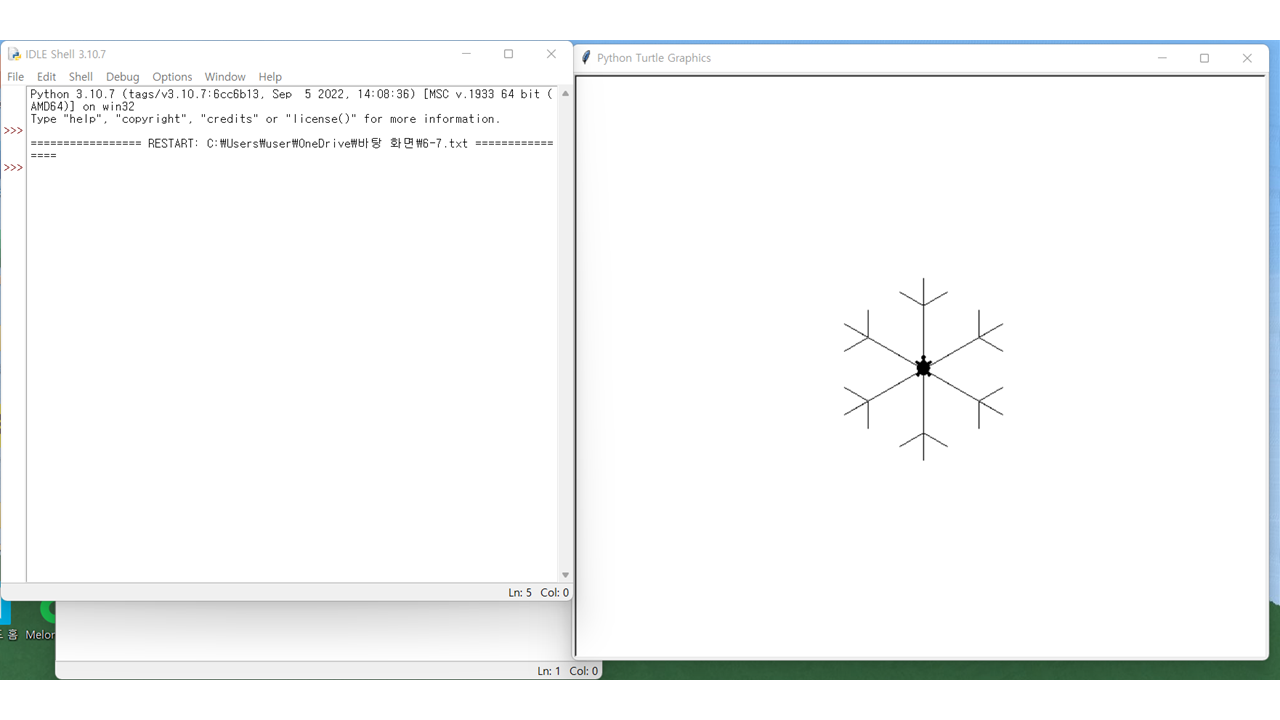 IDLE Shell 3.10.7
File Edit Shell Debug Options Window Help
Python 3.10.7 (tags/v3.10.7:6cc6b13, Sep  5 2022, 14:08:36) [MSC v.1933 64 bit (
AMD64)] on win32
Type "help", "copyright", "credits" or "license()" for more information.
>>>
================= RESTART: C:₩Users₩user₩OneDrive₩바탕 화면₩6-7.txt ============
====
>>>
Ln: 5 Col: 0
Python Turtle Graphics
홈 Melon
Ln: 1 Col: 0